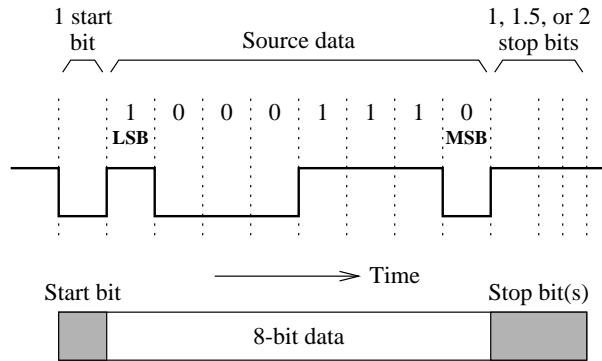 1 start bit
Source data
1, 1.5, or 2 stop bits
1 0 0 0 1 1 1 0
LSB MSB
Time
Start bit Stop bit(s)
8-bit data